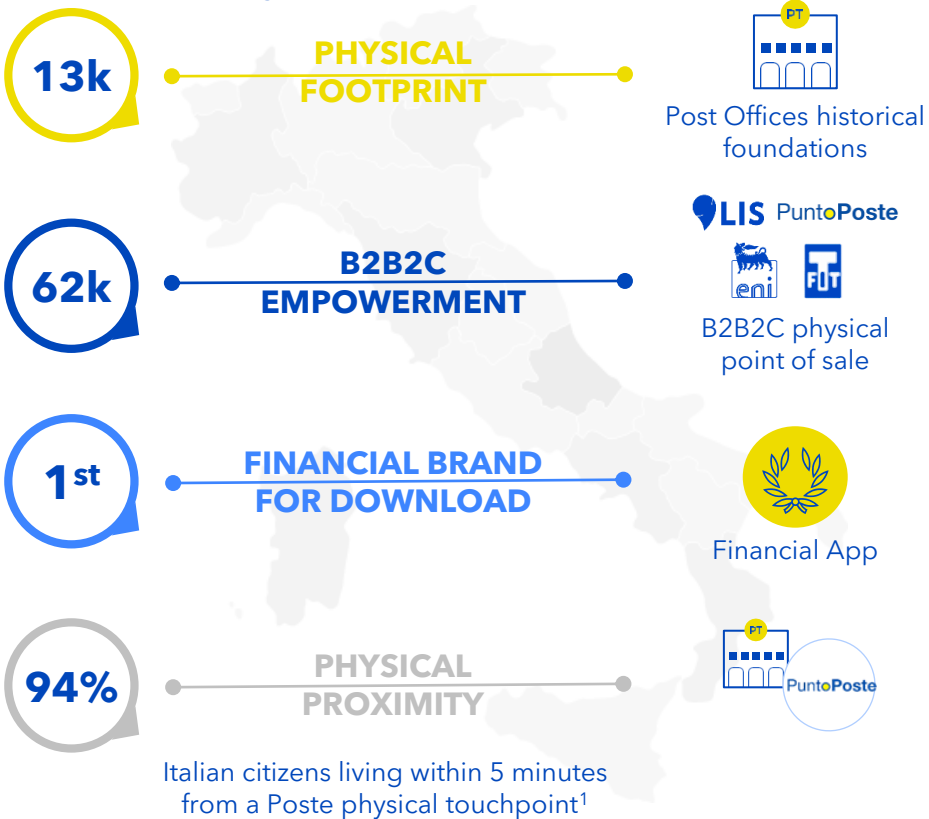 13k
PHYSICAL
FOOTPRINT
PT
Post Offices historical
foundations
62k
B2B2C
EMPOWERMENT
LIS PuntoPoste
eni
T
FUT
B2B2C physical
point of sale
1st
FINANCIAL BRAND
FOR DOWNLOAD
Financial App
94%
PHYSICAL
PROXIMITY
PT
PuntoPoste
Italian citizens living within 5 minutes
from a Poste physical touchpoint1